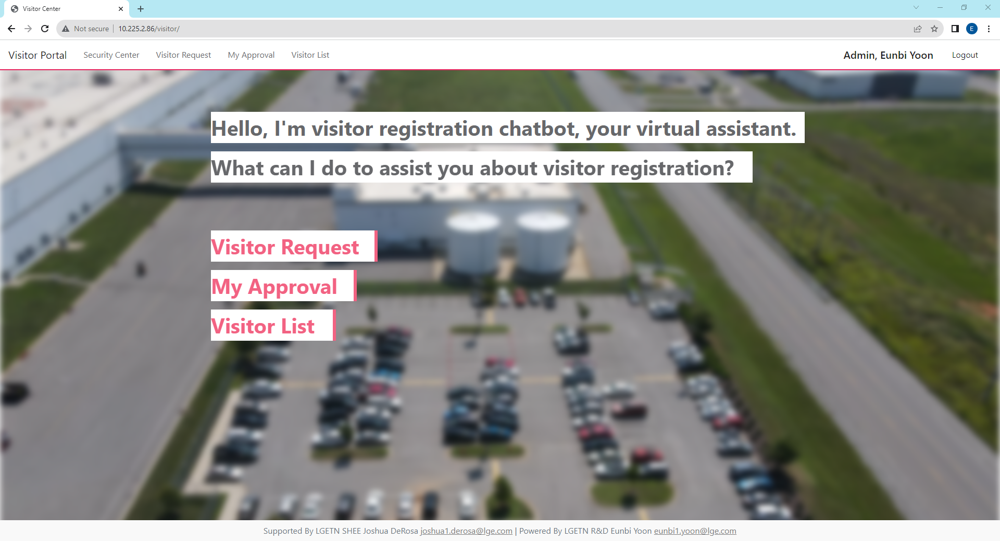 Visitor Center
Not secure 10.225.2.86/visitor/
E
Visitor Portal Security Center Visitor Request My Approval Visitor List Admin, Eunbi Yoon Logout
Hello, I'm visitor registration chatbot, your virtual assistant.
What can I do to assist you about visitor registration?
Visitor Request
My Approval
Visitor List
Supported By LGETN SHEE Joshua DeRosa joshua1.derosa@lge.com | Powered By LGETN R&D Eunbi Yoon eunbi1.yoon@lge.com